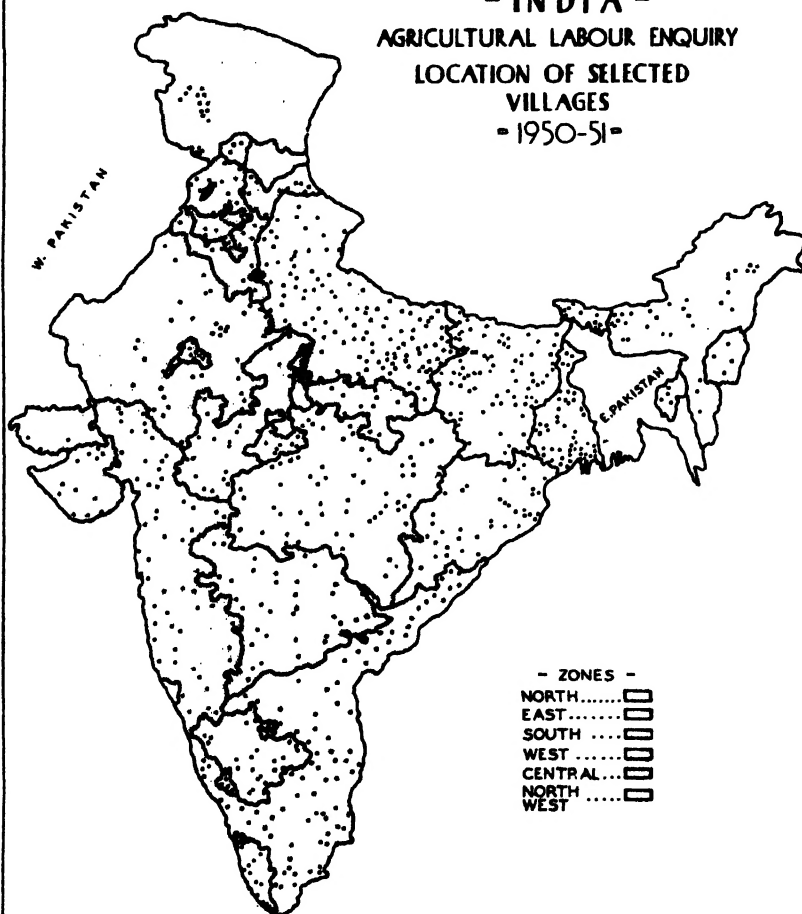 - INDIA -
AGRICULTURAL LABOUR ENQUIRY
LOCATION OF SELECTED
VILLAGES
- 1950-51 -
W. PAKISTAN
E. PAKISTAN
- ZONES -
NORTH.......
EAST.......
SOUTH ....
WEST ......
CENTRAL...
NORTH
WEST .....